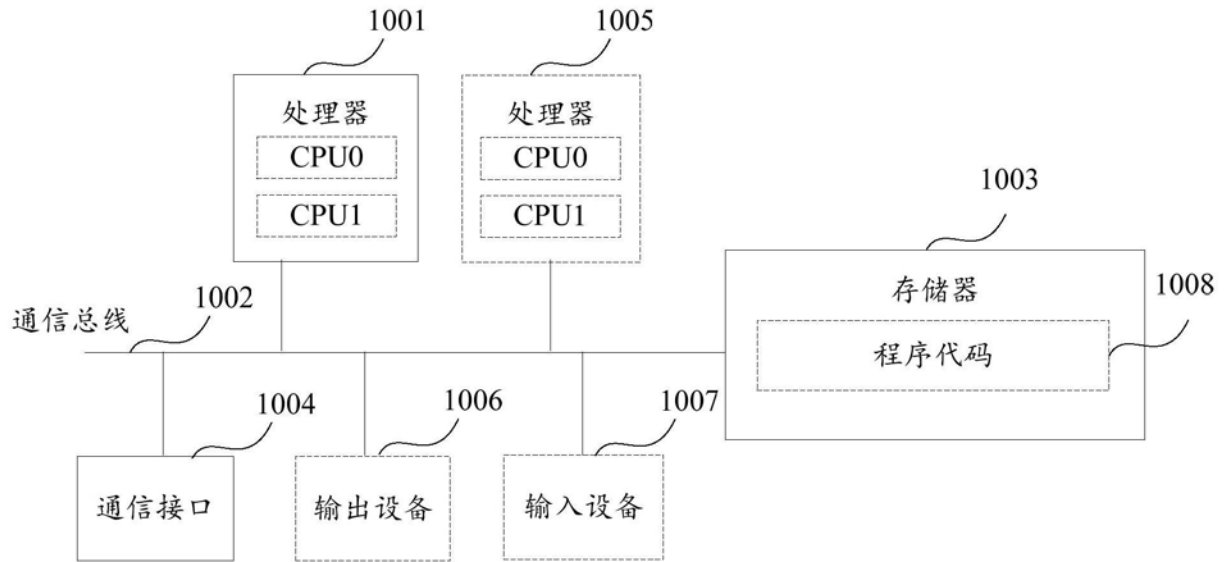 1001
1005
处理器
CPU0
CPU1
处理器
CPU0
CPU1
1003
存储器
1008
程序代码
通信总线
1002
1004
通信接口
1006
输出设备
1007
输入设备